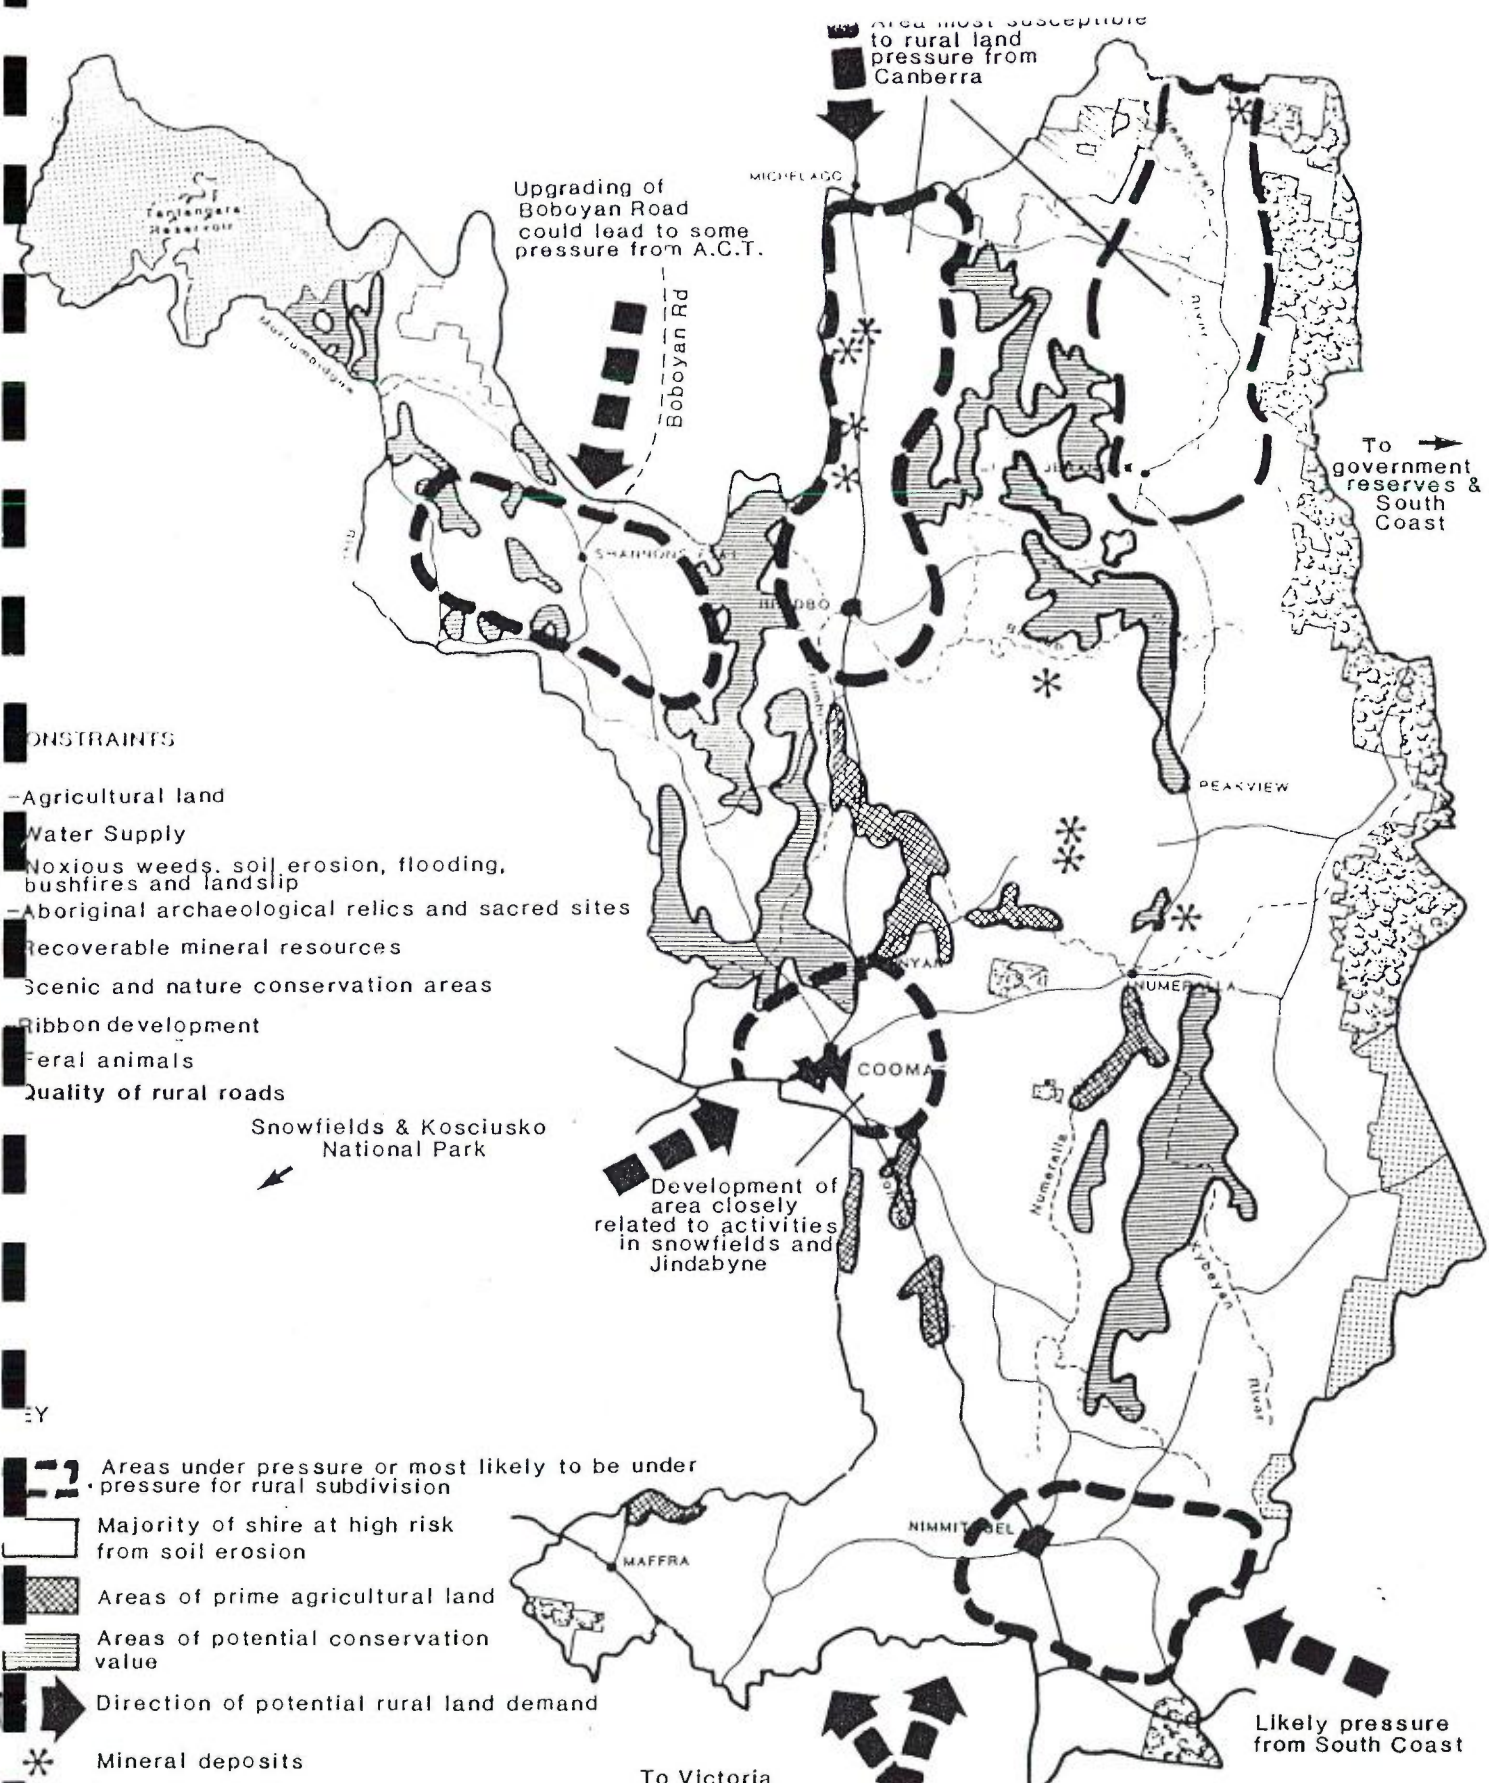 Area most susceptible
to rural land
pressure from
Canberra
MICHELAGO
Upgrading of
Boboyan Road
could lead to some
pressure from A.C.T.
Boboyan Rd
Tantangara
Reservoir
Murrumbidgee
River
To
government
reserves &
South
Coast
PEAKVIEW
ONSTRAINTS
-Agricultural land
Water Supply
Noxious weeds, soil erosion, flooding,
bushfires and landslip
-Aboriginal archaeological relics and sacred sites
Recoverable mineral resources
Scenic and nature conservation areas
-Ribbon development
Feral animals
Quality of rural roads
NUMERALLA
COOMA
Snowfields & Kosciusko
National Park
Development of
area closely
related to activities
in snowfields and
Jindabyne
Numeralla
Kybeyan
River
EY
Areas under pressure or most likely to be under
pressure for rural subdivision
Majority of shire at high risk
from soil erosion
Areas of prime agricultural land
Areas of potential conservation
value
Direction of potential rural land demand
Mineral deposits
MAFFRA
Likely pressure
from South Coast
To Victoria